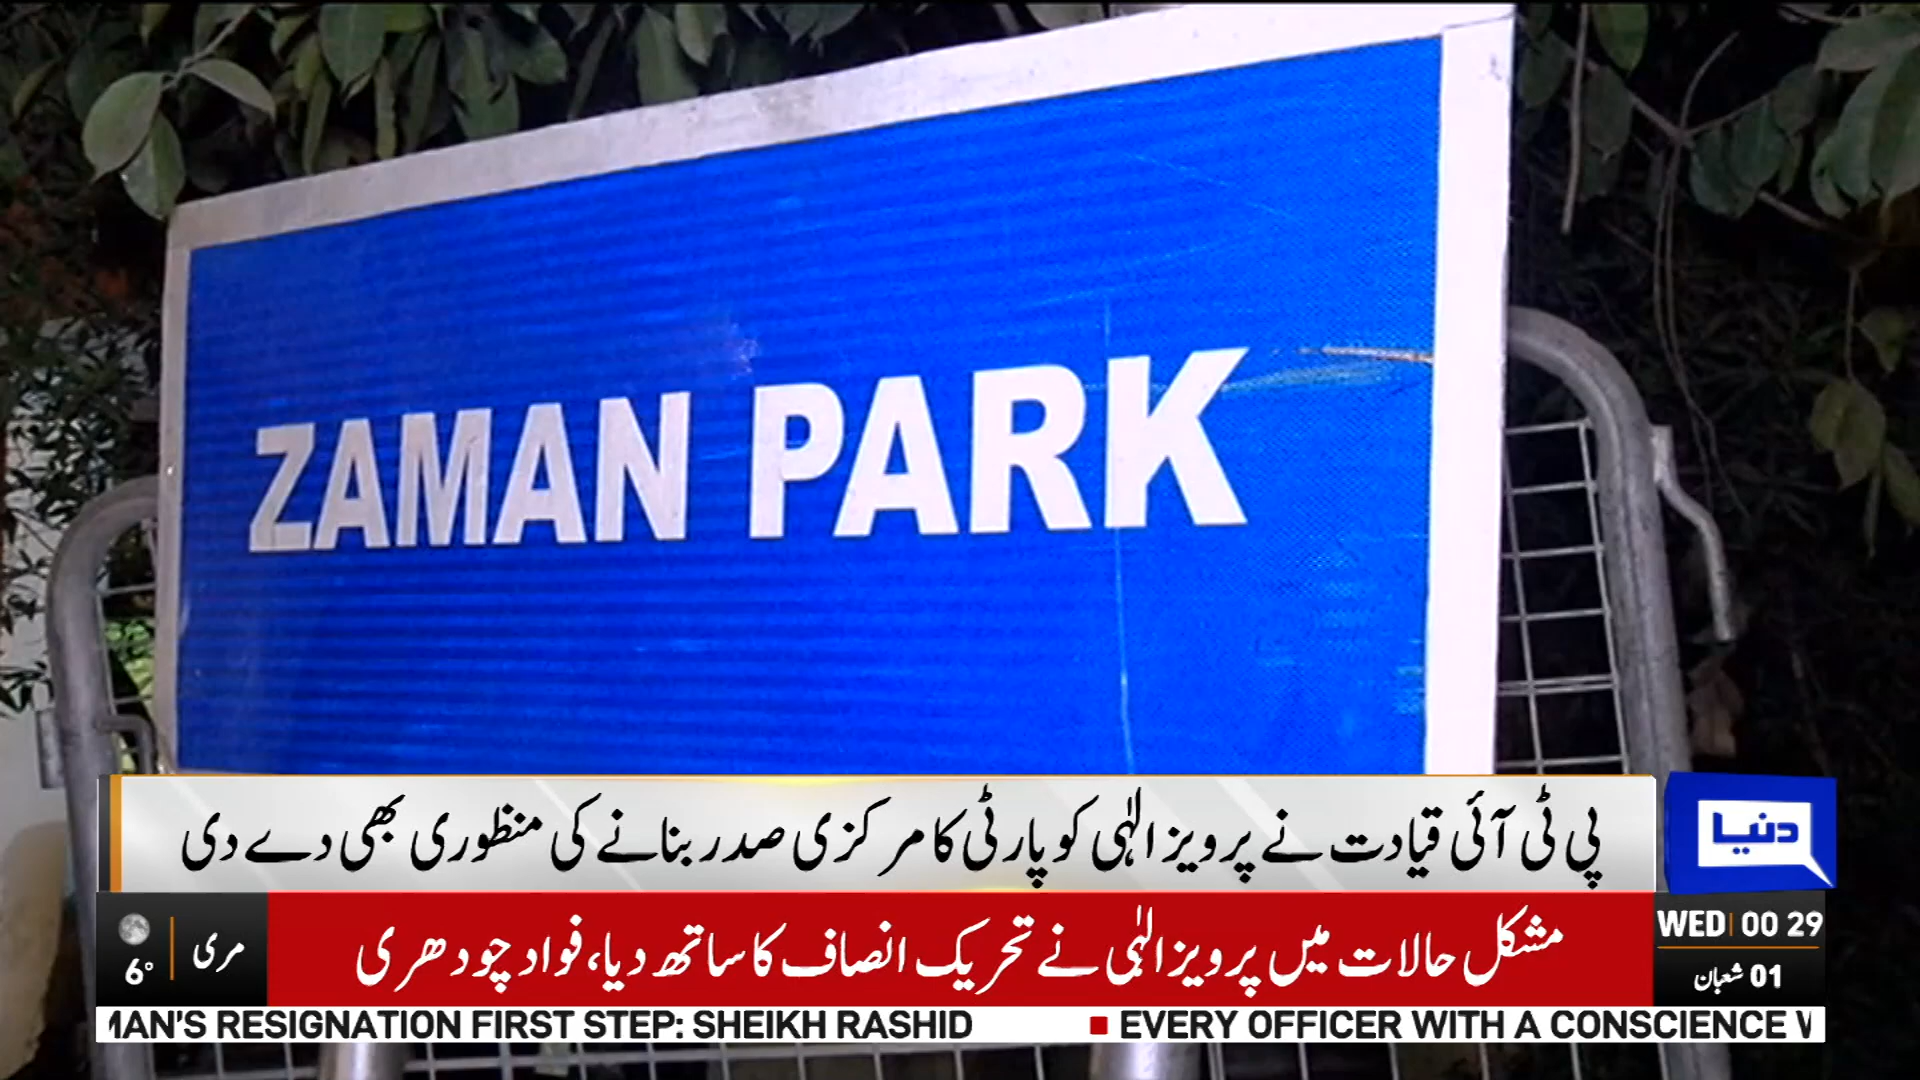 ZAMAN PARK
پی ٹی آئی قیادت نے پرویز الٰہی کو پارٹی کا مرکزی صدر بنانے کی منظوری بھی دے دی
دنیا
مشکل حالات میں پرویز الٰہی نے تحریک انصاف کا ساتھ دیا، فواد چودھری
مری
6°
WED 00 29
01 شعبان
MAN'S RESIGNATION FIRST STEP: SHEIKH RASHID
EVERY OFFICER WITH A CONSCIENCE